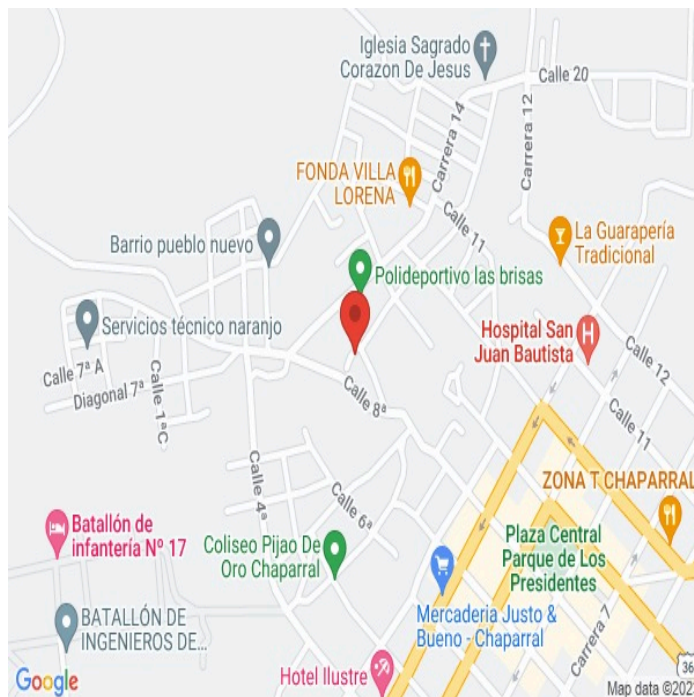 Iglesia Sagrado
Corazon De Jesus
Calle 20
Carrera 14
Carrera 12
FONDA VILLA
LORENA
Calle 11
La Guarapería
Tradicional
Barrio pueblo nuevo
Polideportivo las brisas
Servicios técnico naranjo
Hospital San
Juan Bautista
H
Calle 12
Calle 7ª A
Diagonal 7ª
Calle 1ªC
Calle 8ª
Calle 11
Calle 4ª
Calle 6ª
ZONA T CHAPARRAL
Batallón de
infantería Nº 17
Coliseo Pijao De
Oro Chaparral
Plaza Central
Parque de Los
Presidentes
BATALLÓN DE
INGENIEROS DE...
Mercaderia Justo &
Bueno - Chaparral
Carrera 7
Hotel Ilustre
36
Google
Map data ©202